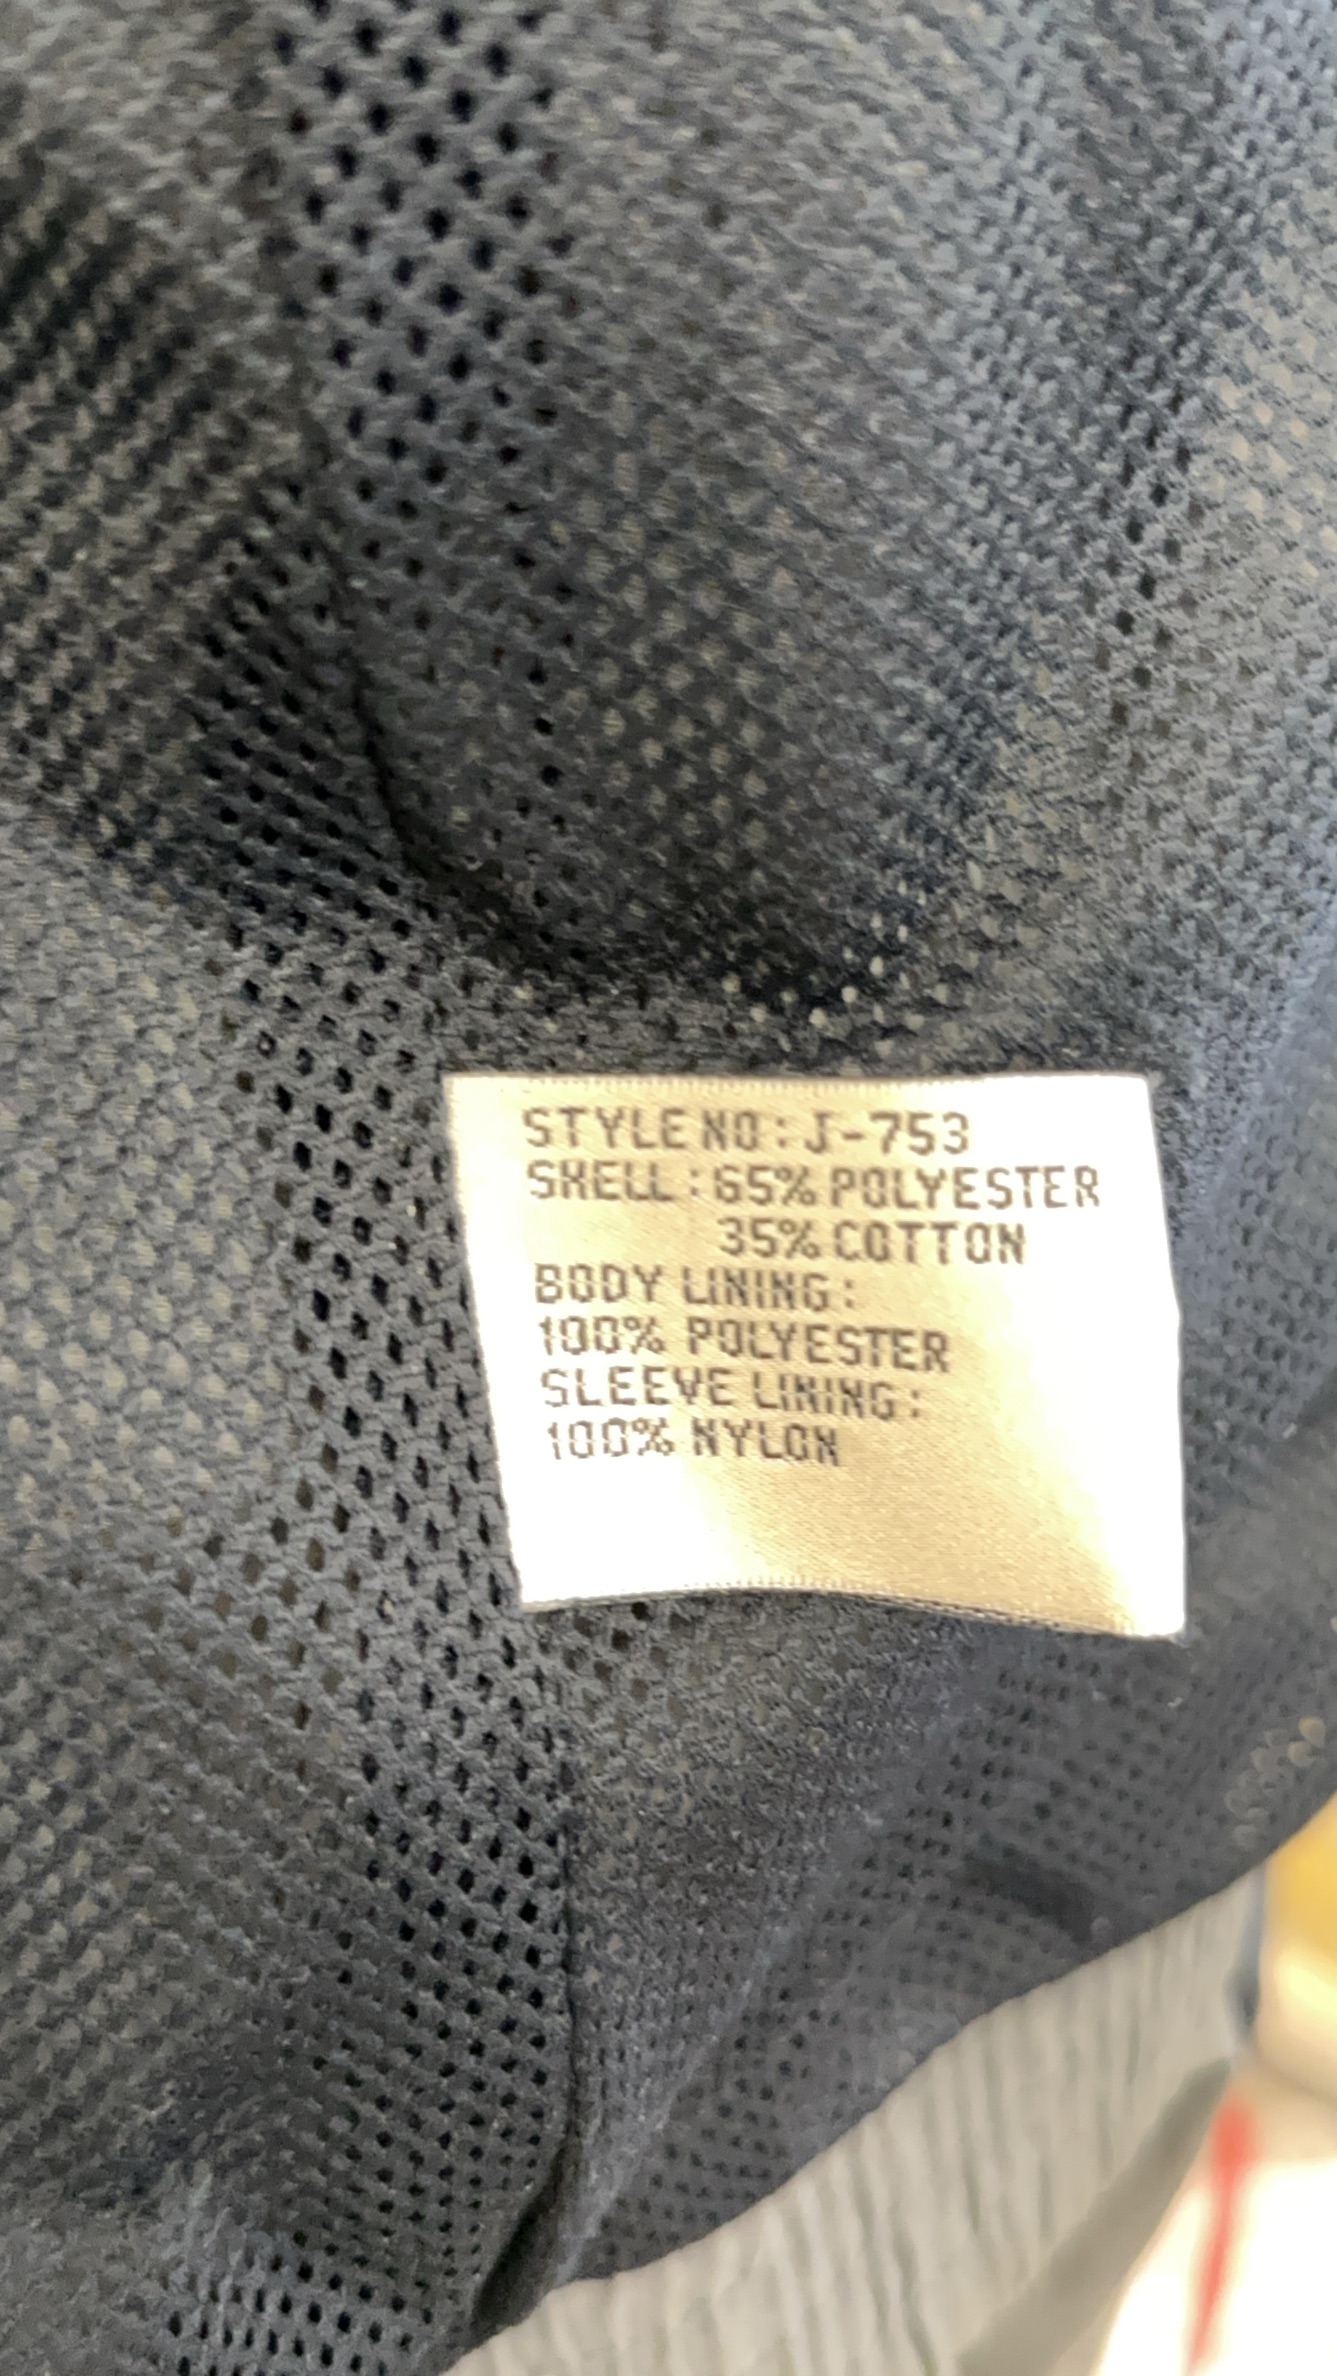 STYLE NO: J-753
SHELL: 65% POLYESTER
35% COTTON
BODY LINING:
100% POLYESTER
SLEEVE LINING:
100% NYLON